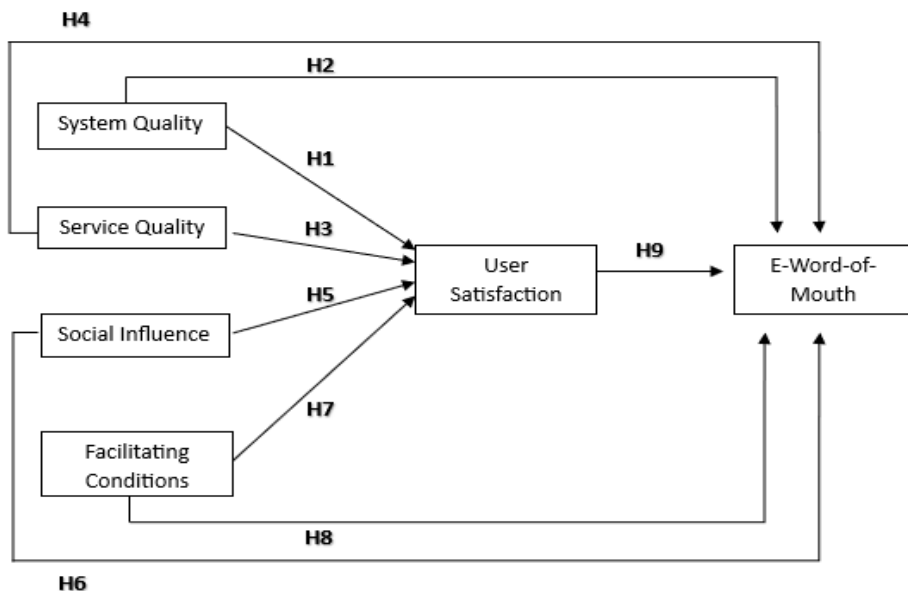 H4
H2
System Quality
H1
Service Quality
H3
User
Satisfaction
H9
E-Word-of-
Mouth
H5
Social Influence
H7
Facilitating
Conditions
H8
H6